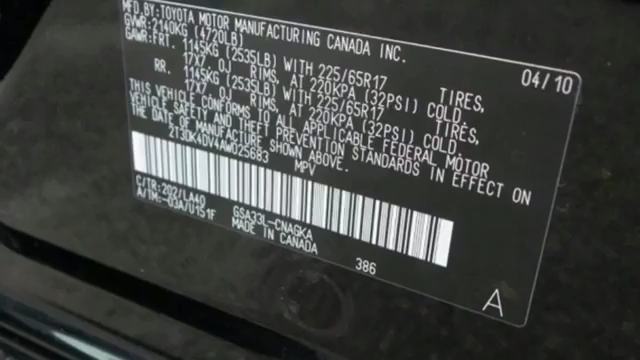 MFD.BY:TOYOTA MOTOR MANUFACTURING CANADA INC.
GVWR:2140KG (4720LB) 04/10
GAWR:FRT. 1145KG (2535LB) WITH 225/65R17 TIRES,
17X7 0J RIMS, AT 220KPA (32PSI) COLD.
RR. 1145KG (2535LB) WITH 225/65R17 TIRES,
17X7 0J RIMS, AT 220KPA (32PSI) COLD.
THIS VEHICLE CONFORMS TO ALL APPLICABLE FEDERAL MOTOR
VEHICLE SAFETY AND THEFT PREVENTION STANDARDS IN EFFECT ON
THE DATE OF MANUFACTURE SHOWN ABOVE.
2T3DK4DV4AW025683 MPV
C/TR:202/LA40 GSA33L-CNAGKA
A/TM:-03A/U151F MADE IN CANADA
386
A